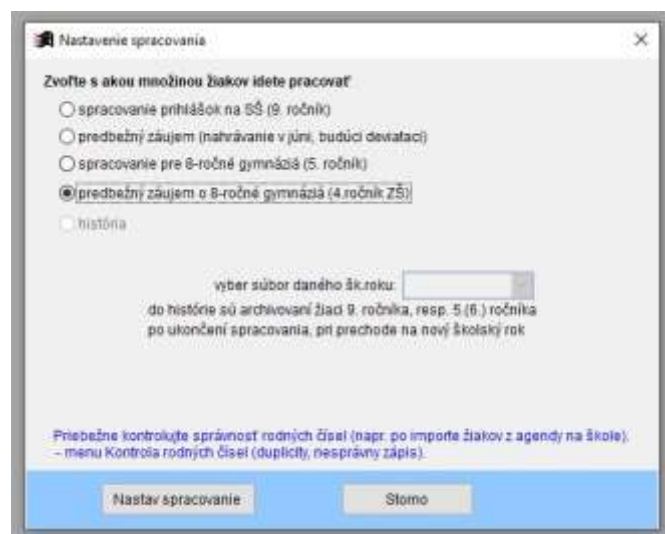 Nastavenie spracovania
Zvoľte s akou množinou žiakov idete pracovať
spracovanie prihlášok na SŠ (9. ročník)
predbežný záujem (nahrávanie v júni, budúci deviataci)
spracovanie pre 8-ročné gymnáziá (5. ročník)
predbežný záujem o 8-ročné gymnáziá (4.ročník ZŠ)
história
vyber súbor daného šk.roku:
do histórie sú archivovaní žiaci 9. ročníka, resp. 5.(6.) ročníka
po ukončení spracovania, pri prechode na nový školský rok
Priebežne kontrolujte správnosť rodných čísel (napr. po importe žiakov z agendy na škole).
– menu Kontrola rodných čísel (duplicity, nesprávny zápis).
Nastav spracovanie Storno